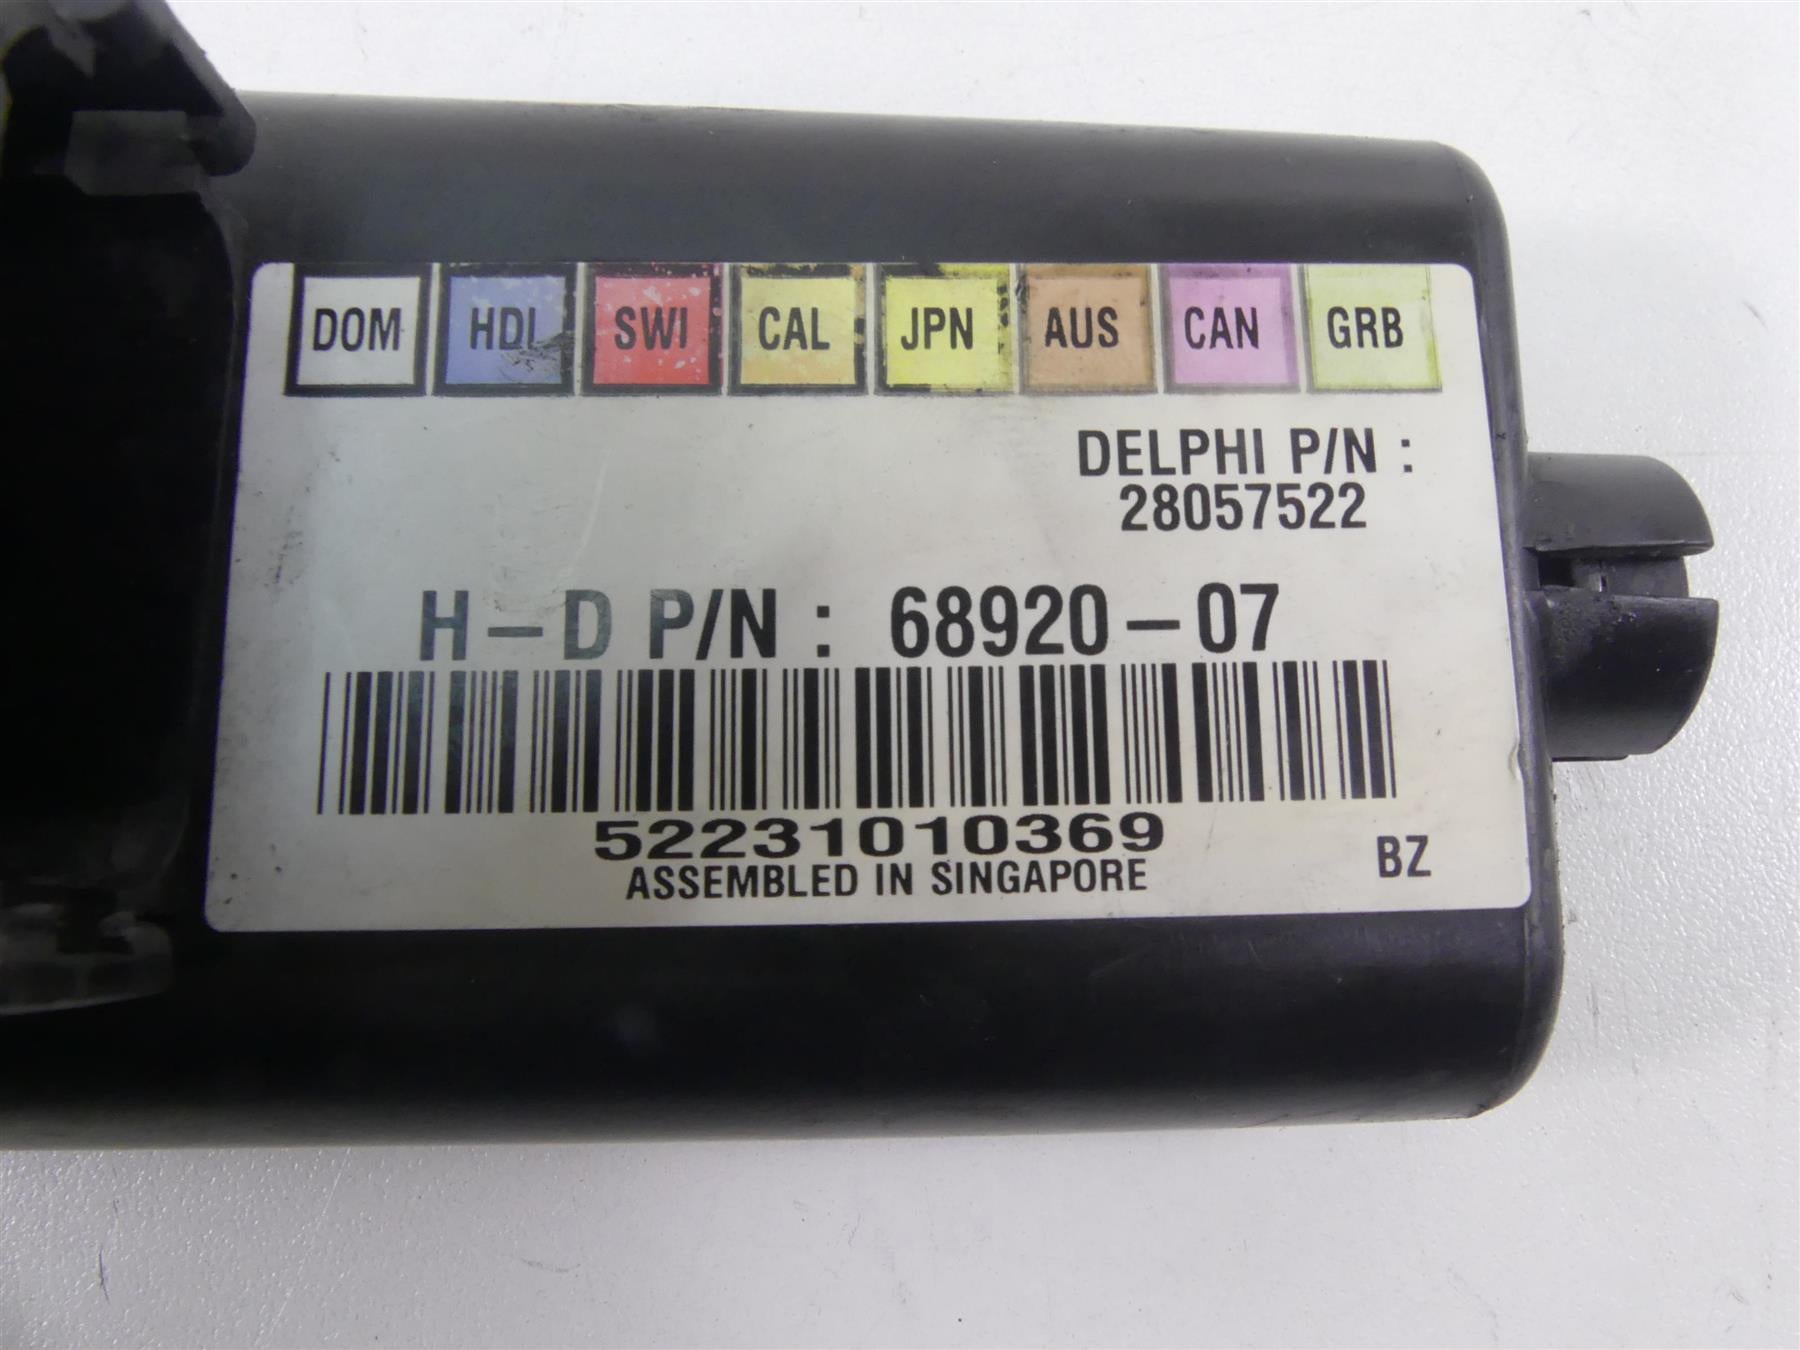 DOM HDI SWI CAL JPN AUS CAN GRB
DELPHI P/N :
28057522
H-D P/N : 68920-07
52231010369
ASSEMBLED IN SINGAPORE
BZ